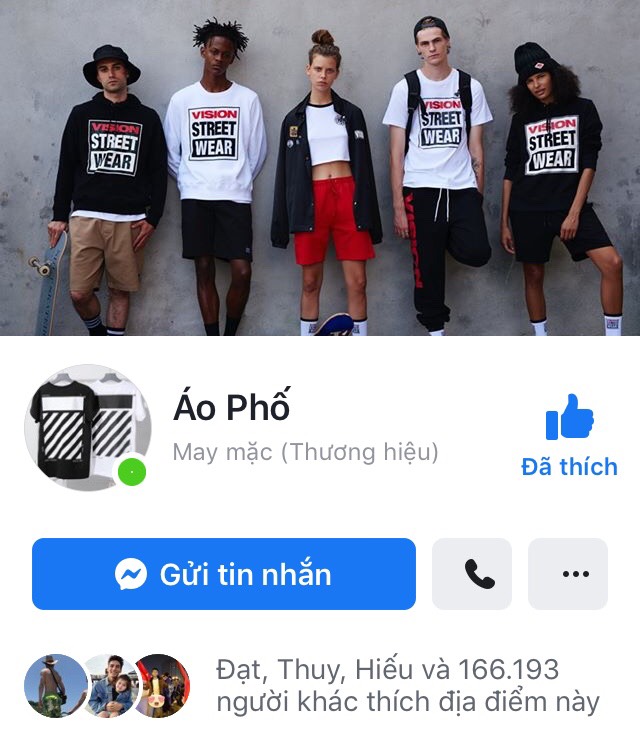 VISION
STREET
WEAR
VISION
STREET
WEAR
VISION
STREET
WEAR
VISION
STREET
WEAR
VISION
Áo Phố
May mặc (Thương hiệu)
Đã thích
Gửi tin nhắn
Đạt, Thuy, Hiếu và 166.193
người khác thích địa điểm này